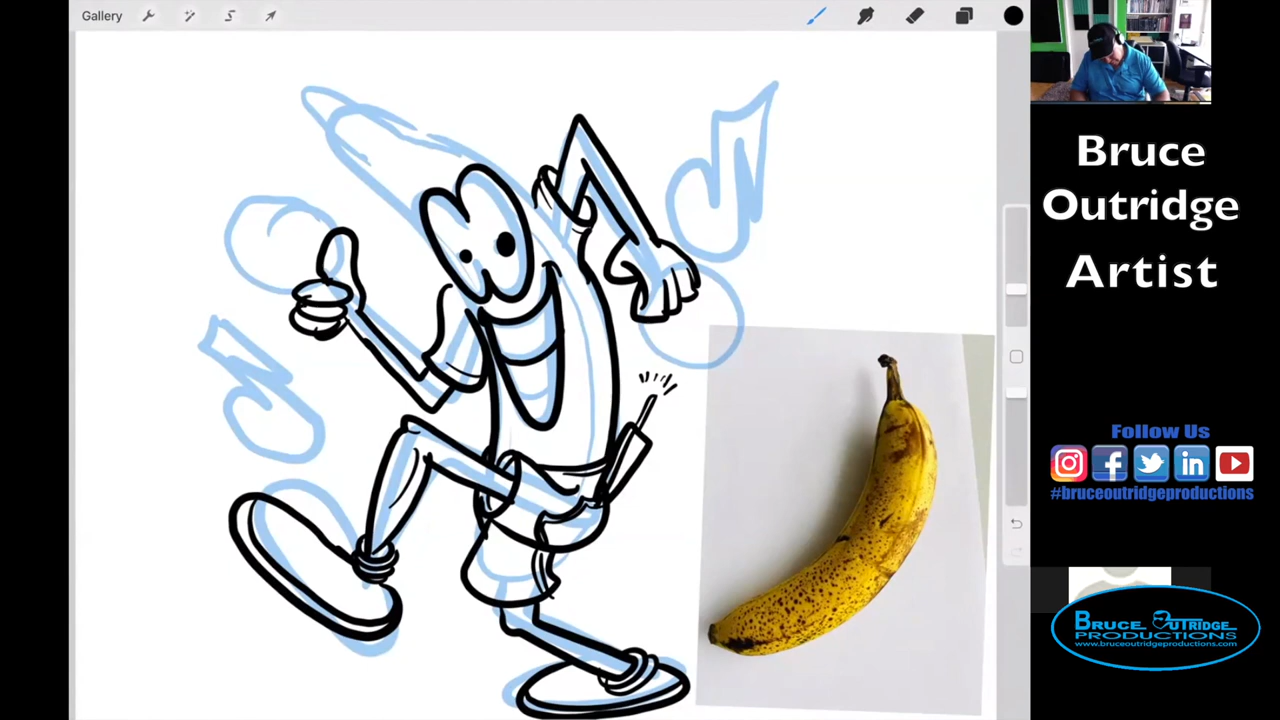 Gallery
Bruce
Outridge
Artist
Follow Us
#bruceoutridgeproductions
BRUCE OUTRIDGE
PRODUCTIONS
www.bruceoutridgeproductions.com